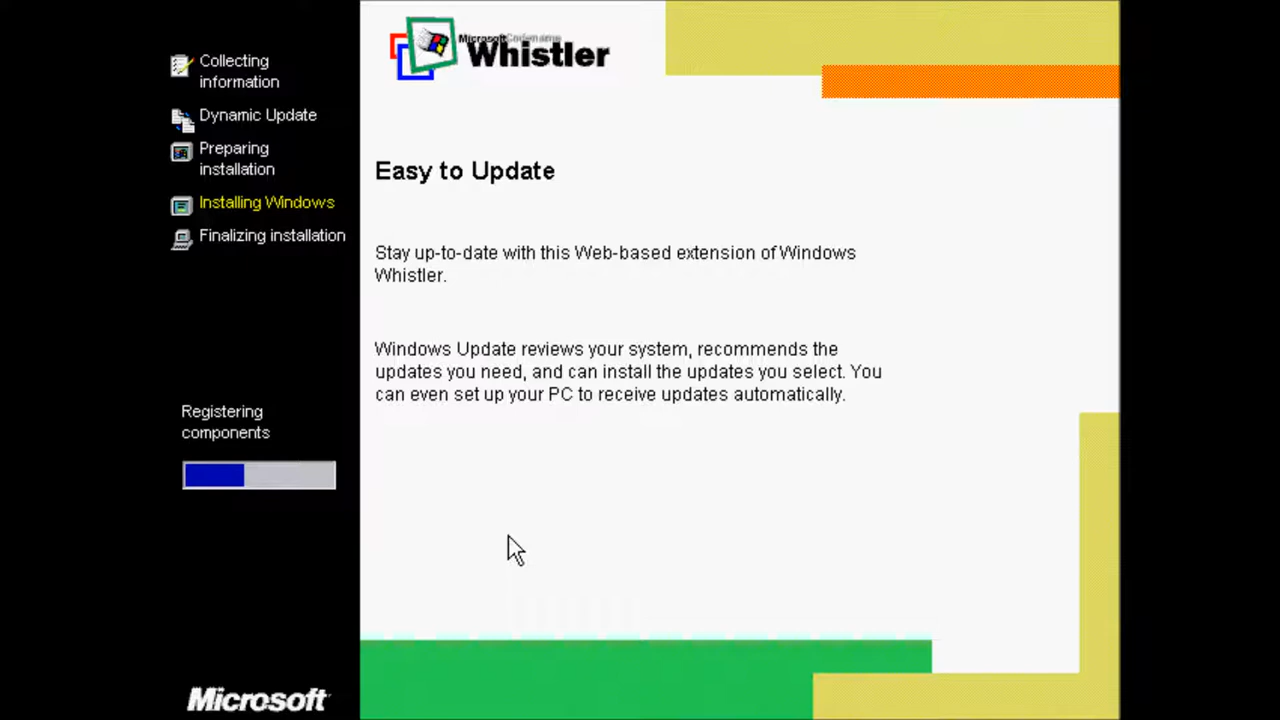 Collecting
information
Dynamic Update
Preparing
installation
Installing Windows
Finalizing installation
Registering
components
Microsoft
Microsoft Codename
Whistler
Easy to Update
Stay up-to-date with this Web-based extension of Windows
Whistler.
Windows Update reviews your system, recommends the
updates you need, and can install the updates you select. You
can even set up your PC to receive updates automatically.